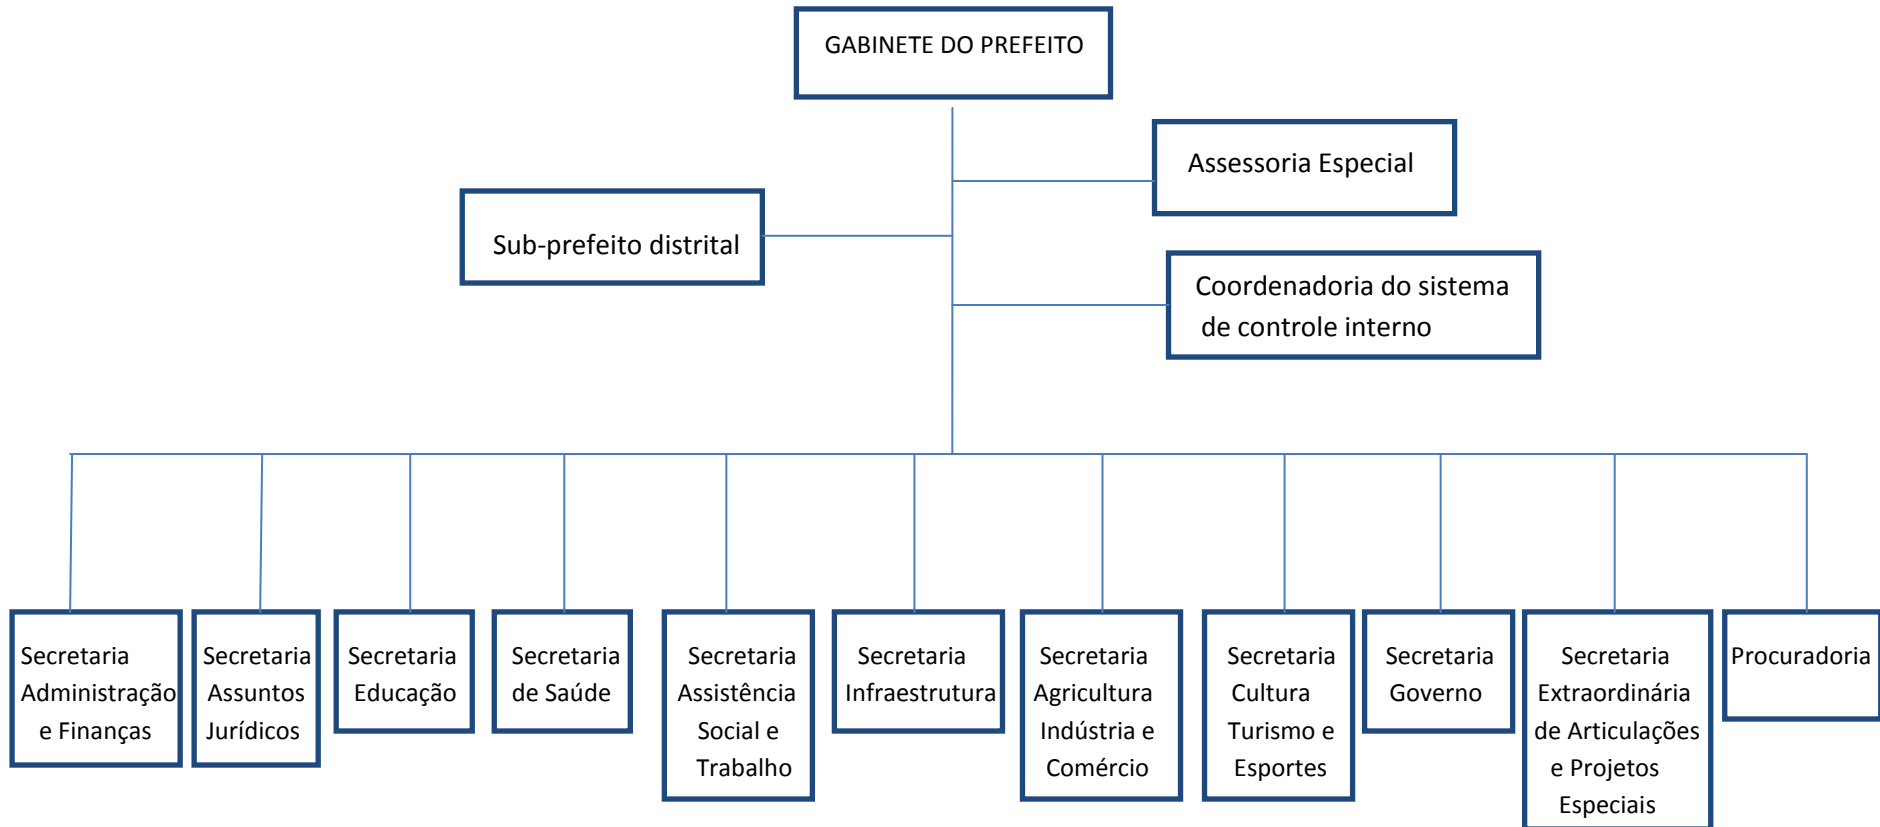 GABINETE DO PREFEITO
Assessoria Especial
Sub-prefeito distrital
Coordenadoria do sistema
de controle interno
Secretaria
Administração
e Finanças
Secretaria
Assuntos
Jurídicos
Secretaria
Educação
Secretaria
de Saúde
Secretaria
Assistência
Social e
Trabalho
Secretaria
Infraestrutura
Secretaria
Agricultura
Indústria e
Comércio
Secretaria
Cultura
Turismo e
Esportes
Secretaria
Governo
Secretaria
Extraordinária
de Articulações
e Projetos
Especiais
Procuradoria